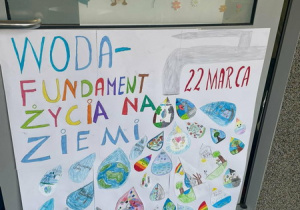 WODA-
FUNDAMENT
22 MARCA
ŻYCIA NA
ZIEMI